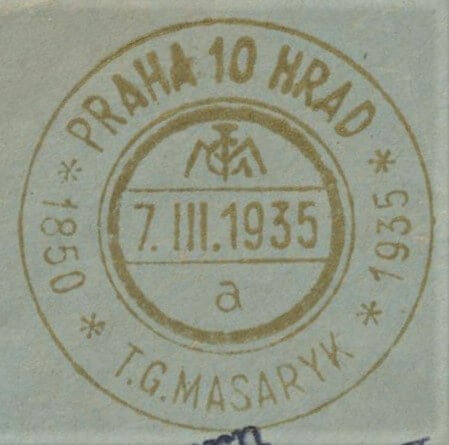 PRAHA 10 HRAD
* 1850 *
7. III. 1935
a
* 1935 *
T.G. MASARYK